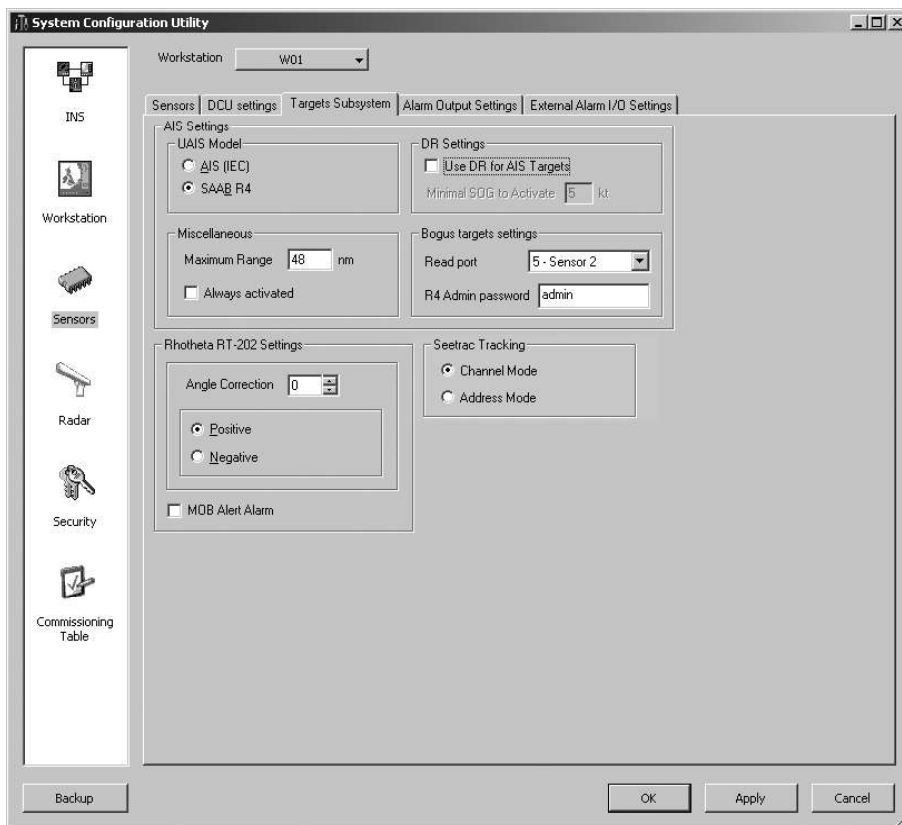 System Configuration Utility
Workstation W01
INS
Workstation
Sensors
Radar
Security
Commissioning
Table
Sensors DCU settings Targets Subsystem Alarm Output Settings External Alarm I/O Settings
AIS Settings
UAIS Model
AIS (IEC)
SAAB R4
DR Settings
Use DR for AIS Targets
Minimal SOG to Activate 5 kt
Miscellaneous
Maximum Range 48 nm
Always activated
Bogus targets settings
Read port 5 - Sensor 2
R4 Admin password admin
Rhotheta RT-202 Settings
Angle Correction 0
Positive
Negative
MOB Alert Alarm
Seetrac Tracking
Channel Mode
Address Mode
Backup OK Apply Cancel